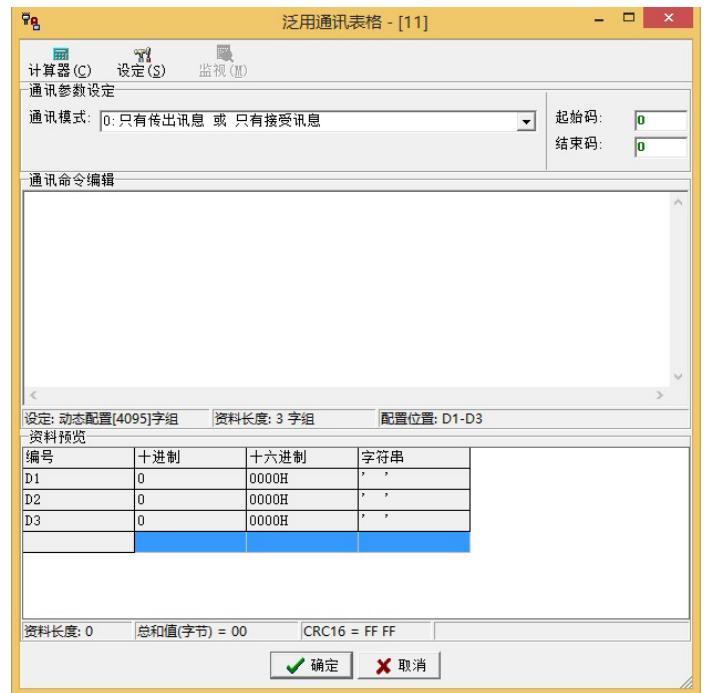 泛用通讯表格 - [11]
计算器(C) 设定(S) 监视(M)
通讯参数设定
通讯模式: 0:只有传出讯息 或 只有接受讯息
起始码: 0
结束码: 0
通讯命令编辑
设定: 动态配置[4095]字组 资料长度: 3 字组 配置位置: D1-D3
资料预览
编号 十进制 十六进制 字符串
D1 0 0000H ' '
D2 0 0000H ' '
D3 0 0000H ' '
资料长度: 0 总和值(字节) = 00 CRC16 = FF FF
确定 取消